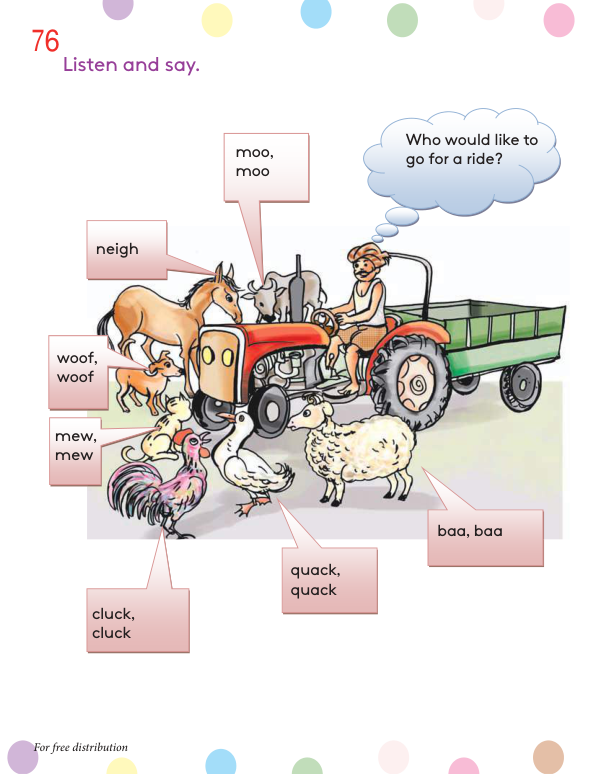 76
Listen and say.
Who would like to
go for a ride?
moo,
moo
neigh
woof,
woof
mew,
mew
baa, baa
quack,
quack
cluck,
cluck
For free distribution